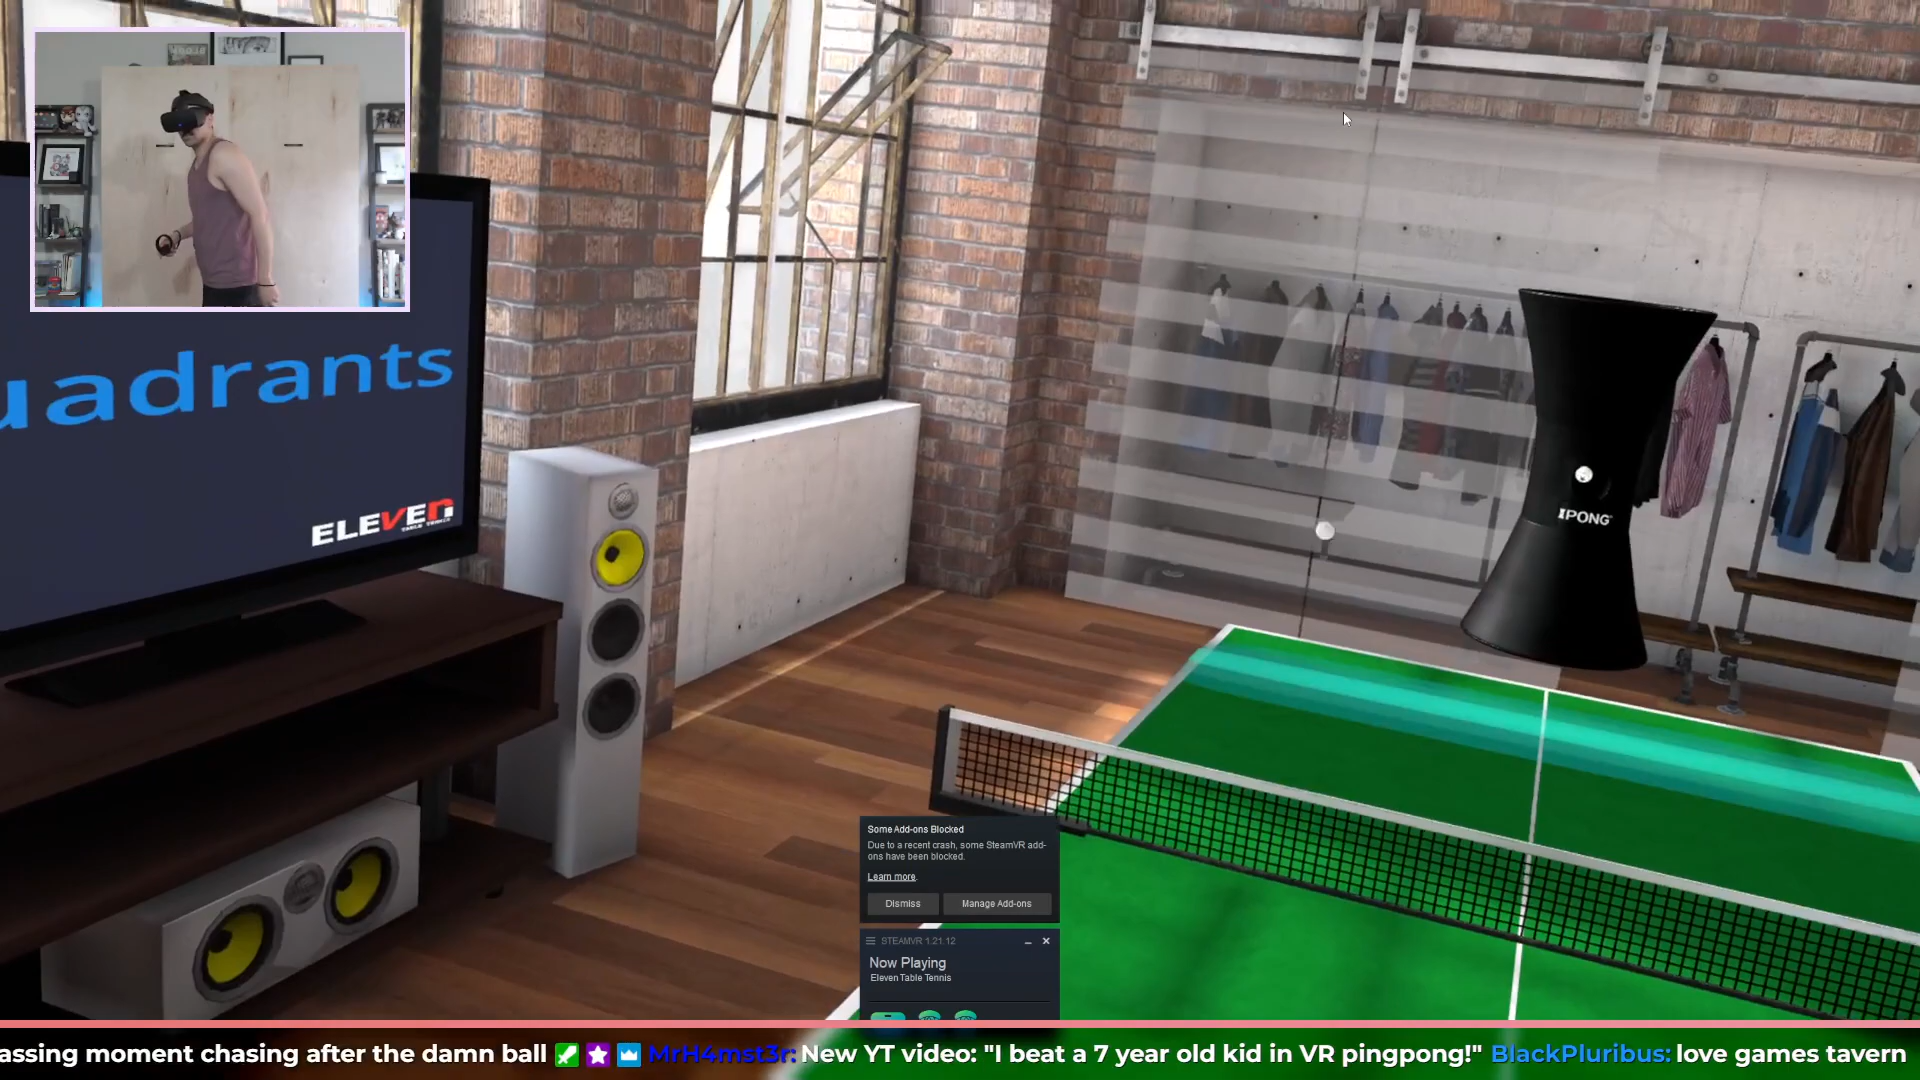 uadrants
ELEVEN
TABLE TENNIS
IPONG
Some Add-ons Blocked
Due to a recent crash, some SteamVR add-
ons have been blocked.
Learn more.
Dismiss
Manage Add-ons
STEAMVR 1.21.12
Now Playing
Eleven Table Tennis
assing moment chasing after the damn ball MrH4mst3r: New YT video: "I beat a 7 year old kid in VR pingpong!" BlackPluribus: love games tavern